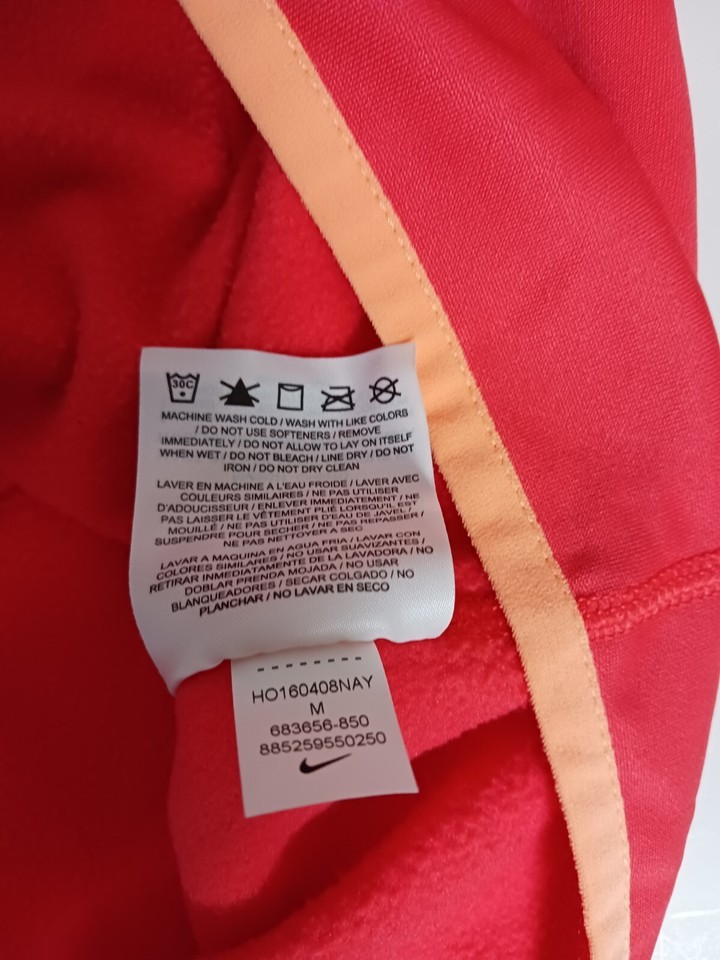 30C
MACHINE WASH COLD / WASH WITH LIKE COLORS
/ DO NOT USE SOFTENERS / REMOVE
IMMEDIATELY / DO NOT ALLOW TO LAY ON ITSELF
WHEN WET / DO NOT BLEACH / LINE DRY / DO NOT
IRON / DO NOT DRY CLEAN
LAVER EN MACHINE A L'EAU FROIDE / LAVER AVEC
COULEURS SIMILAIRES / NE PAS UTILISER
D'ADOUCISSEUR / ENLEVER IMMEDIATEMENT / NE
PAS LAISSER LE VÊTEMENT PLIÉ LORSQU'IL EST
MOUILLÉ / NE PAS UTILISER D'EAU DE JAVEL /
SUSPENDRE POUR SÉCHER / NE PAS REPASSER /
NE PAS NETTOYER A SEC
LAVAR A MAQUINA EN AGUA FRIA / LAVAR CON
COLORES SIMILARES / NO USAR SUAVIZANTES /
RETIRAR INMEDIATAMENTE DE LA LAVADORA / NO
DOBLAR PRENDA MOJADA / NO USAR
BLANQUEADORES / SECAR COLGADO / NO
PLANCHAR / NO LAVAR EN SECO
HO160408NAY
M
683656-850
885259550250